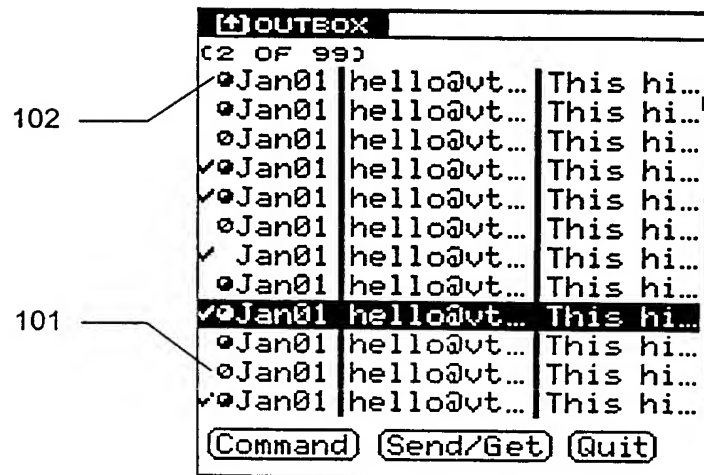 [↑]OUTBOX
(2 OF 99)
Jan01 hello@vt… This hi…
102
Jan01 hello@vt… This hi…
⊘Jan01 hello@vt… This hi…
✓Jan01 hello@vt… This hi…
✓Jan01 hello@vt… This hi…
⊘Jan01 hello@vt… This hi…
✓ Jan01 hello@vt… This hi…
Jan01 hello@vt… This hi…
101
✓Jan01 hello@vt… This hi…
Jan01 hello@vt… This hi…
⊘Jan01 hello@vt… This hi…
✓Jan01 hello@vt… This hi…
Command Send/Get Quit